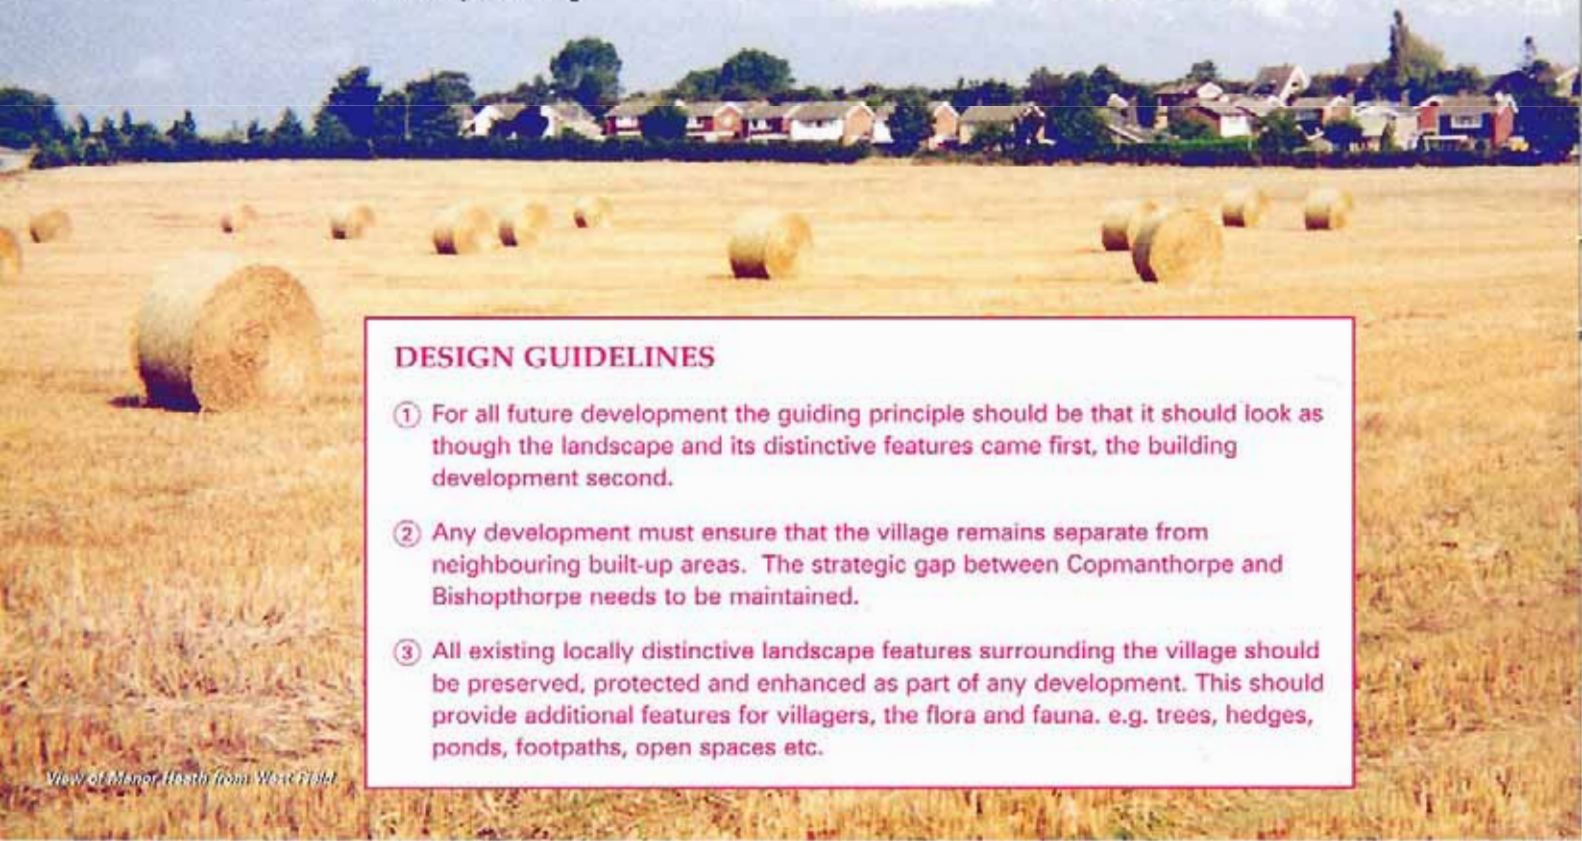 DESIGN GUIDELINES
① For all future development the guiding principle should be that it should look as
though the landscape and its distinctive features came first, the building
development second.
② Any development must ensure that the village remains separate from
neighbouring built-up areas. The strategic gap between Copmanthorpe and
Bishopthorpe needs to be maintained.
③ All existing locally distinctive landscape features surrounding the village should
be preserved, protected and enhanced as part of any development. This should
provide additional features for villagers, the flora and fauna. e.g. trees, hedges,
ponds, footpaths, open spaces etc.
View of Manor Heath from West Field